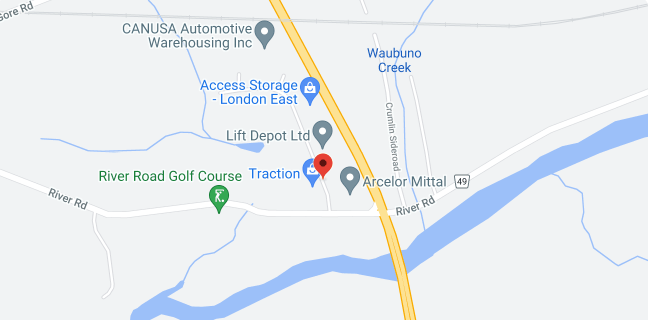 Gore Rd
CANUSA Automotive
Warehousing Inc
Waubuno
Creek
Access Storage
- London East
Crumlin Sideroad
Lift Depot Ltd
Traction
River Road Golf Course
Arcelor Mittal
49
River Rd
River Rd